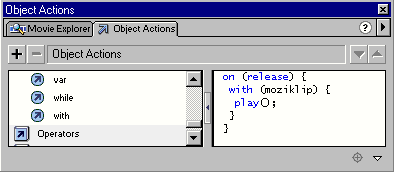 Object Actions
Movie Explorer
Object Actions
?
Object Actions
var
while
with
Operators
on (release) {
with (moziklip) {
play();
}
}